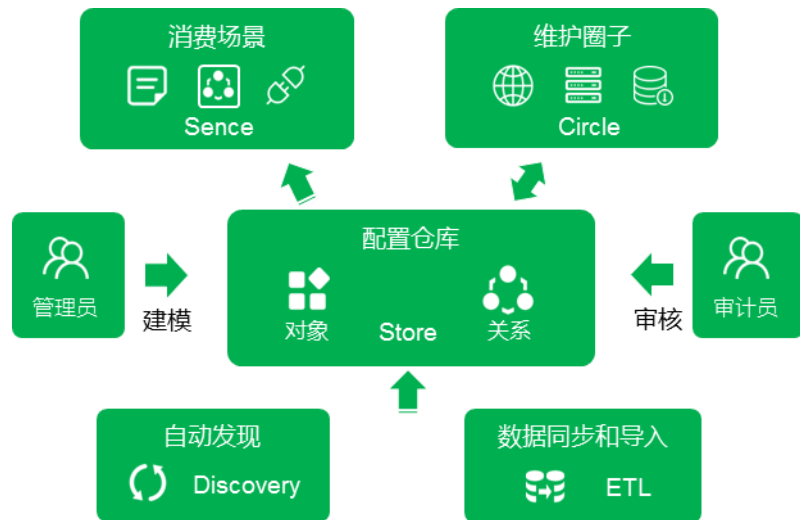 消费场景
Sence
维护圈子
Circle
管理员
建模
配置仓库
对象
Store
关系
审核
审计员
自动发现
Discovery
数据同步和导入
ETL